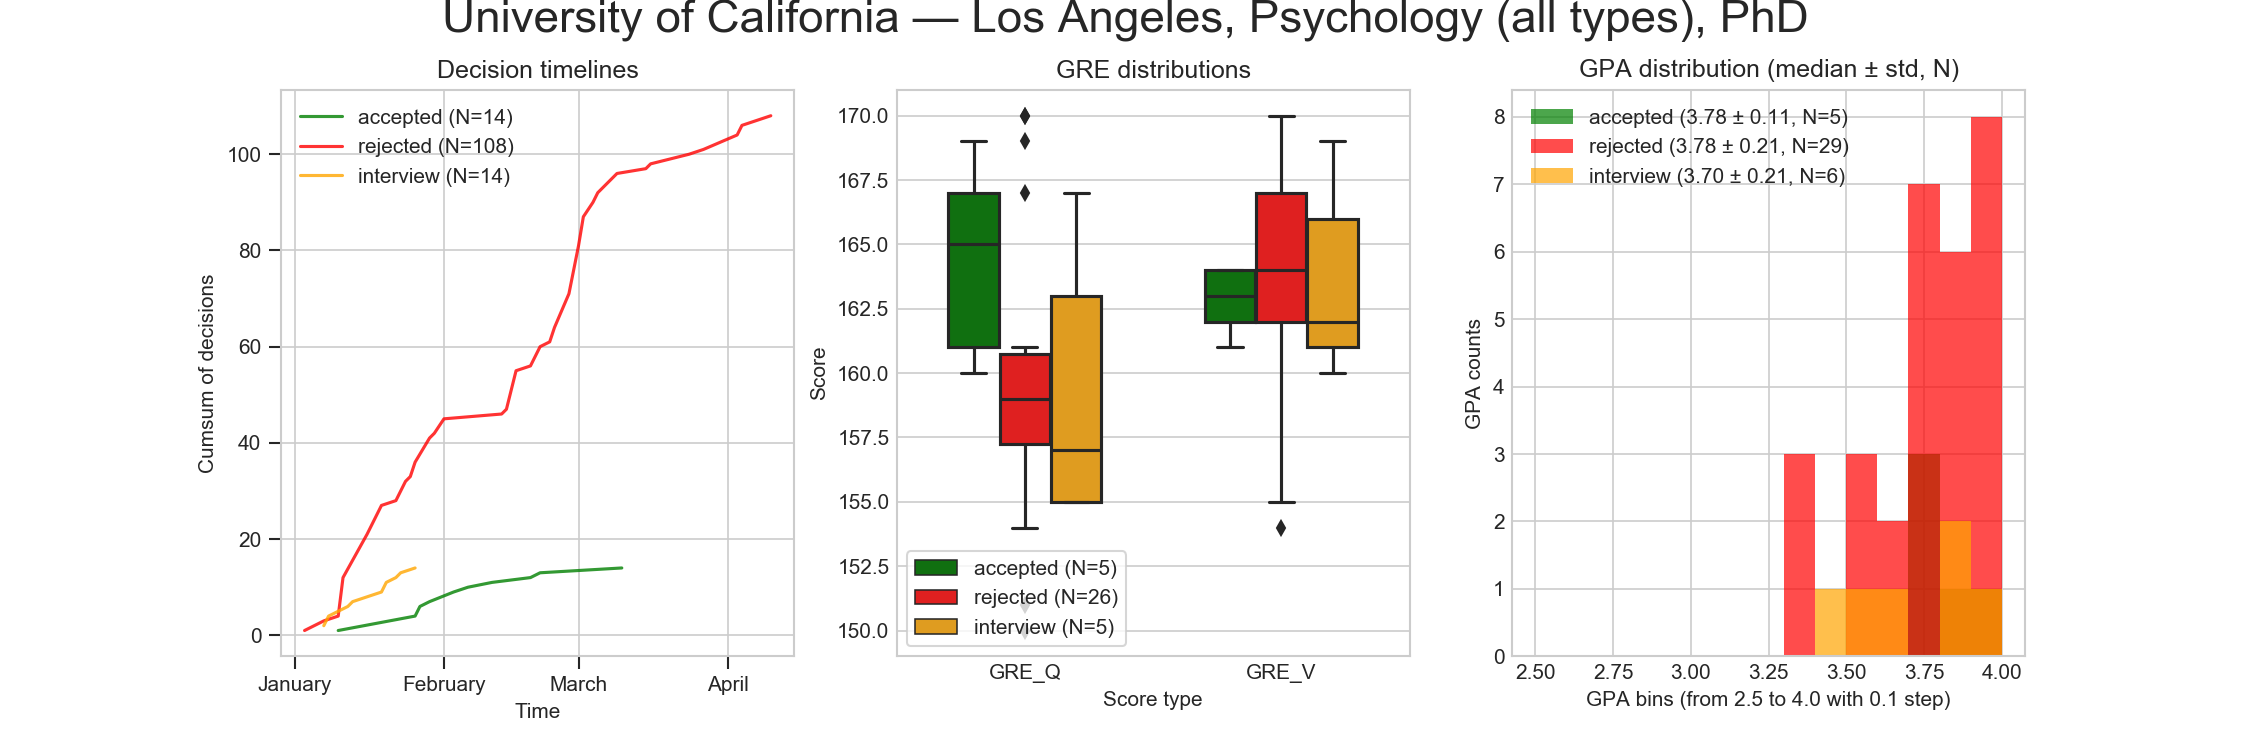 University of California — Los Angeles, Psychology (all types), PhD
Decision timelines
accepted (N=14)
rejected (N=108)
interview (N=14)
100
80
60
40
20
0
Cumsum of decisions
January February March April
Time
GRE distributions
170.0
167.5
165.0
162.5
160.0
157.5
155.0
152.5
150.0
Score
accepted (N=5)
rejected (N=26)
interview (N=5)
GRE_Q GRE_V
Score type
GPA distribution (median ± std, N)
accepted (3.78 ± 0.11, N=5)
rejected (3.78 ± 0.21, N=29)
interview (3.70 ± 0.21, N=6)
8
7
6
5
4
3
2
1
0
GPA counts
2.50 2.75 3.00 3.25 3.50 3.75 4.00
GPA bins (from 2.5 to 4.0 with 0.1 step)